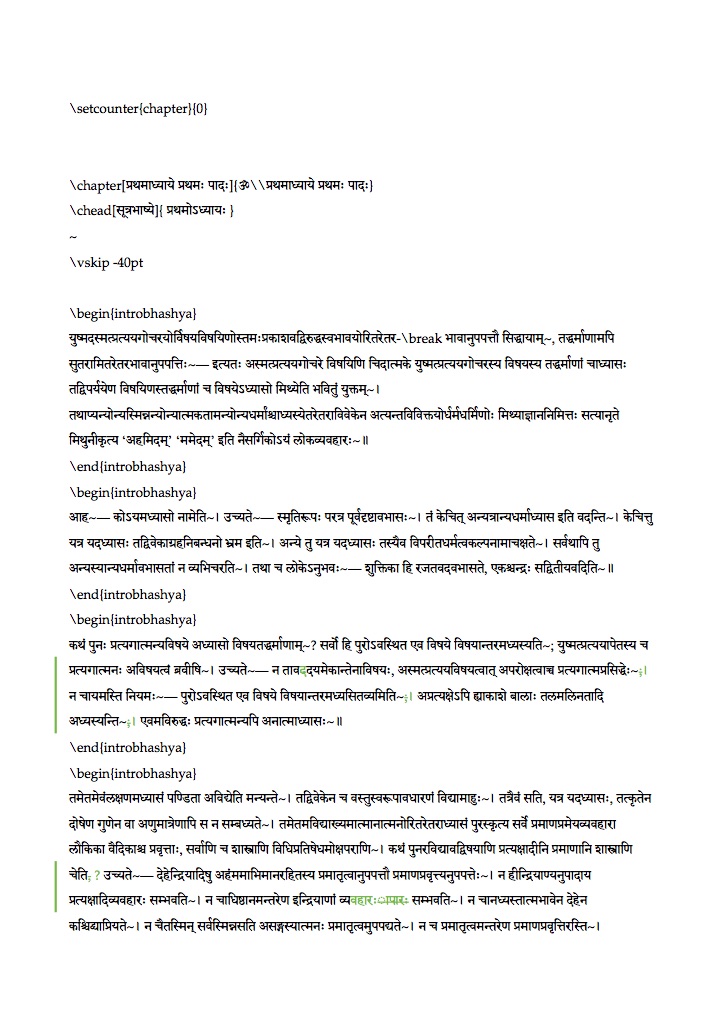 \setcounter{chapter}{0}
\chapter[प्रथमाध्याये प्रथमः पादः]{ॐ\\प्रथमाध्याये प्रथमः पादः}
\chead[सूत्रभाष्ये]{ प्रथमोऽध्यायः }
~
\vskip -40pt
\begin{introbhashya}
युष्मदस्मत्प्रत्ययगोचरयोर्विषयविषयिणोस्तमःप्रकाशवद्विरुद्धस्वभावयोरितरेतर-\break भावानुपपत्तौ सिद्धायाम्~, तद्धर्माणामपि
सुतरामितरेतरभावानुपपत्तिः~— इत्यतः अस्मत्प्रत्ययगोचरे विषयिणि चिदात्मके युष्मत्प्रत्ययगोचरस्य विषयस्य तद्धर्माणां चाध्यासः
तद्विपर्ययेण विषयिणस्तद्धर्माणां च विषयेऽध्यासो मिथ्येति भवितुं युक्तम्~।
तथाप्यन्योन्यस्मिन्नन्योन्यात्मकतामन्योन्यधर्मांश्चाध्यस्येतरेतराविवेकेन अत्यन्तविविक्तयोर्धर्मधर्मिणोः मिथ्याज्ञाननिमित्तः सत्यानृते
मिथुनीकृत्य ‘अहमिदम्’ ‘ममेदम्’ इति नैसर्गिकोऽयं लोकव्यवहारः~॥
\end{introbhashya}
\begin{introbhashya}
आह~— कोऽयमध्यासो नामेति~। उच्यते~— स्मृतिरूपः परत्र पूर्वदृष्टावभासः~। तं केचित् अन्यत्रान्यधर्माध्यास इति वदन्ति~। केचित्तु
यत्र यदध्यासः तद्विवेकाग्रहनिबन्धनो भ्रम इति~। अन्ये तु यत्र यदध्यासः तस्यैव विपरीतधर्मत्वकल्पनामाचक्षते~। सर्वथापि तु
अन्यस्यान्यधर्मावभासतां न व्यभिचरति~। तथा च लोकेऽनुभवः~— शुक्तिका हि रजतवदवभासते, एकश्चन्द्रः सद्वितीयवदिति~॥
\end{introbhashya}
\begin{introbhashya}
कथं पुनः प्रत्यगात्मन्यविषये अध्यासो विषयतद्धर्माणाम्~? सर्वो हि पुरोऽवस्थित एव विषये विषयान्तरमध्यस्यति~; युष्मत्प्रत्ययापेतस्य च
प्रत्यगात्मनः अविषयत्वं ब्रवीषि~। उच्यते~— न तावददयमेकान्तेनाविषयः, अस्मत्प्रत्ययविषयत्वात् अपरोक्षत्वाच्च प्रत्यगात्मप्रसिद्धेः~;।
न चायमस्ति नियमः~— पुरोऽवस्थित एव विषये विषयान्तरमध्यसितव्यमिति~;। अप्रत्यक्षेऽपि ह्याकाशे बालाः तलमलिनतादि
अध्यस्यन्ति~;। एवमविरुद्धः प्रत्यगात्मन्यपि अनात्माध्यासः~॥
\end{introbhashya}
\begin{introbhashya}
तमेतमेवंलक्षणमध्यासं पण्डिता अविद्येति मन्यन्ते~। तद्विवेकेन च वस्तुस्वरूपावधारणं विद्यामाहुः~। तत्रैवं सति, यत्र यदध्यासः, तत्कृतेन
दोषेण गुणेन वा अणुमात्रेणापि स न सम्बध्यते~। तमेतमविद्याख्यमात्मानात्मनोरितरेतराध्यासं पुरस्कृत्य सर्वे प्रमाणप्रमेयव्यवहारा
लौकिका वैदिकाश्च प्रवृत्ताः, सर्वाणि च शास्त्राणि विधिप्रतिषेधमोक्षपराणि~। कथं पुनरविद्यावद्विषयाणि प्रत्यक्षादीनि प्रमाणानि शास्त्राणि
चेति, ? उच्यते~— देहेन्द्रियादिषु अहंममाभिमानरहितस्य प्रमातृत्वानुपपत्तौ प्रमाणप्रवृत्त्यनुपपत्तेः~। न हीन्द्रियाण्यनुपादाय
प्रत्यक्षादिव्यवहारः सम्भवति~। न चाधिष्ठानमन्तरेण इन्द्रियाणां व्यवहारःापारः सम्भवति~। न चानध्यस्तात्मभावेन देहेन
कश्चिद्व्याप्रियते~। न चैतस्मिन् सर्वस्मिन्नसति असङ्गस्यात्मनः प्रमातृत्वमुपपद्यते~। न च प्रमातृत्वमन्तरेण प्रमाणप्रवृत्तिरस्ति~।